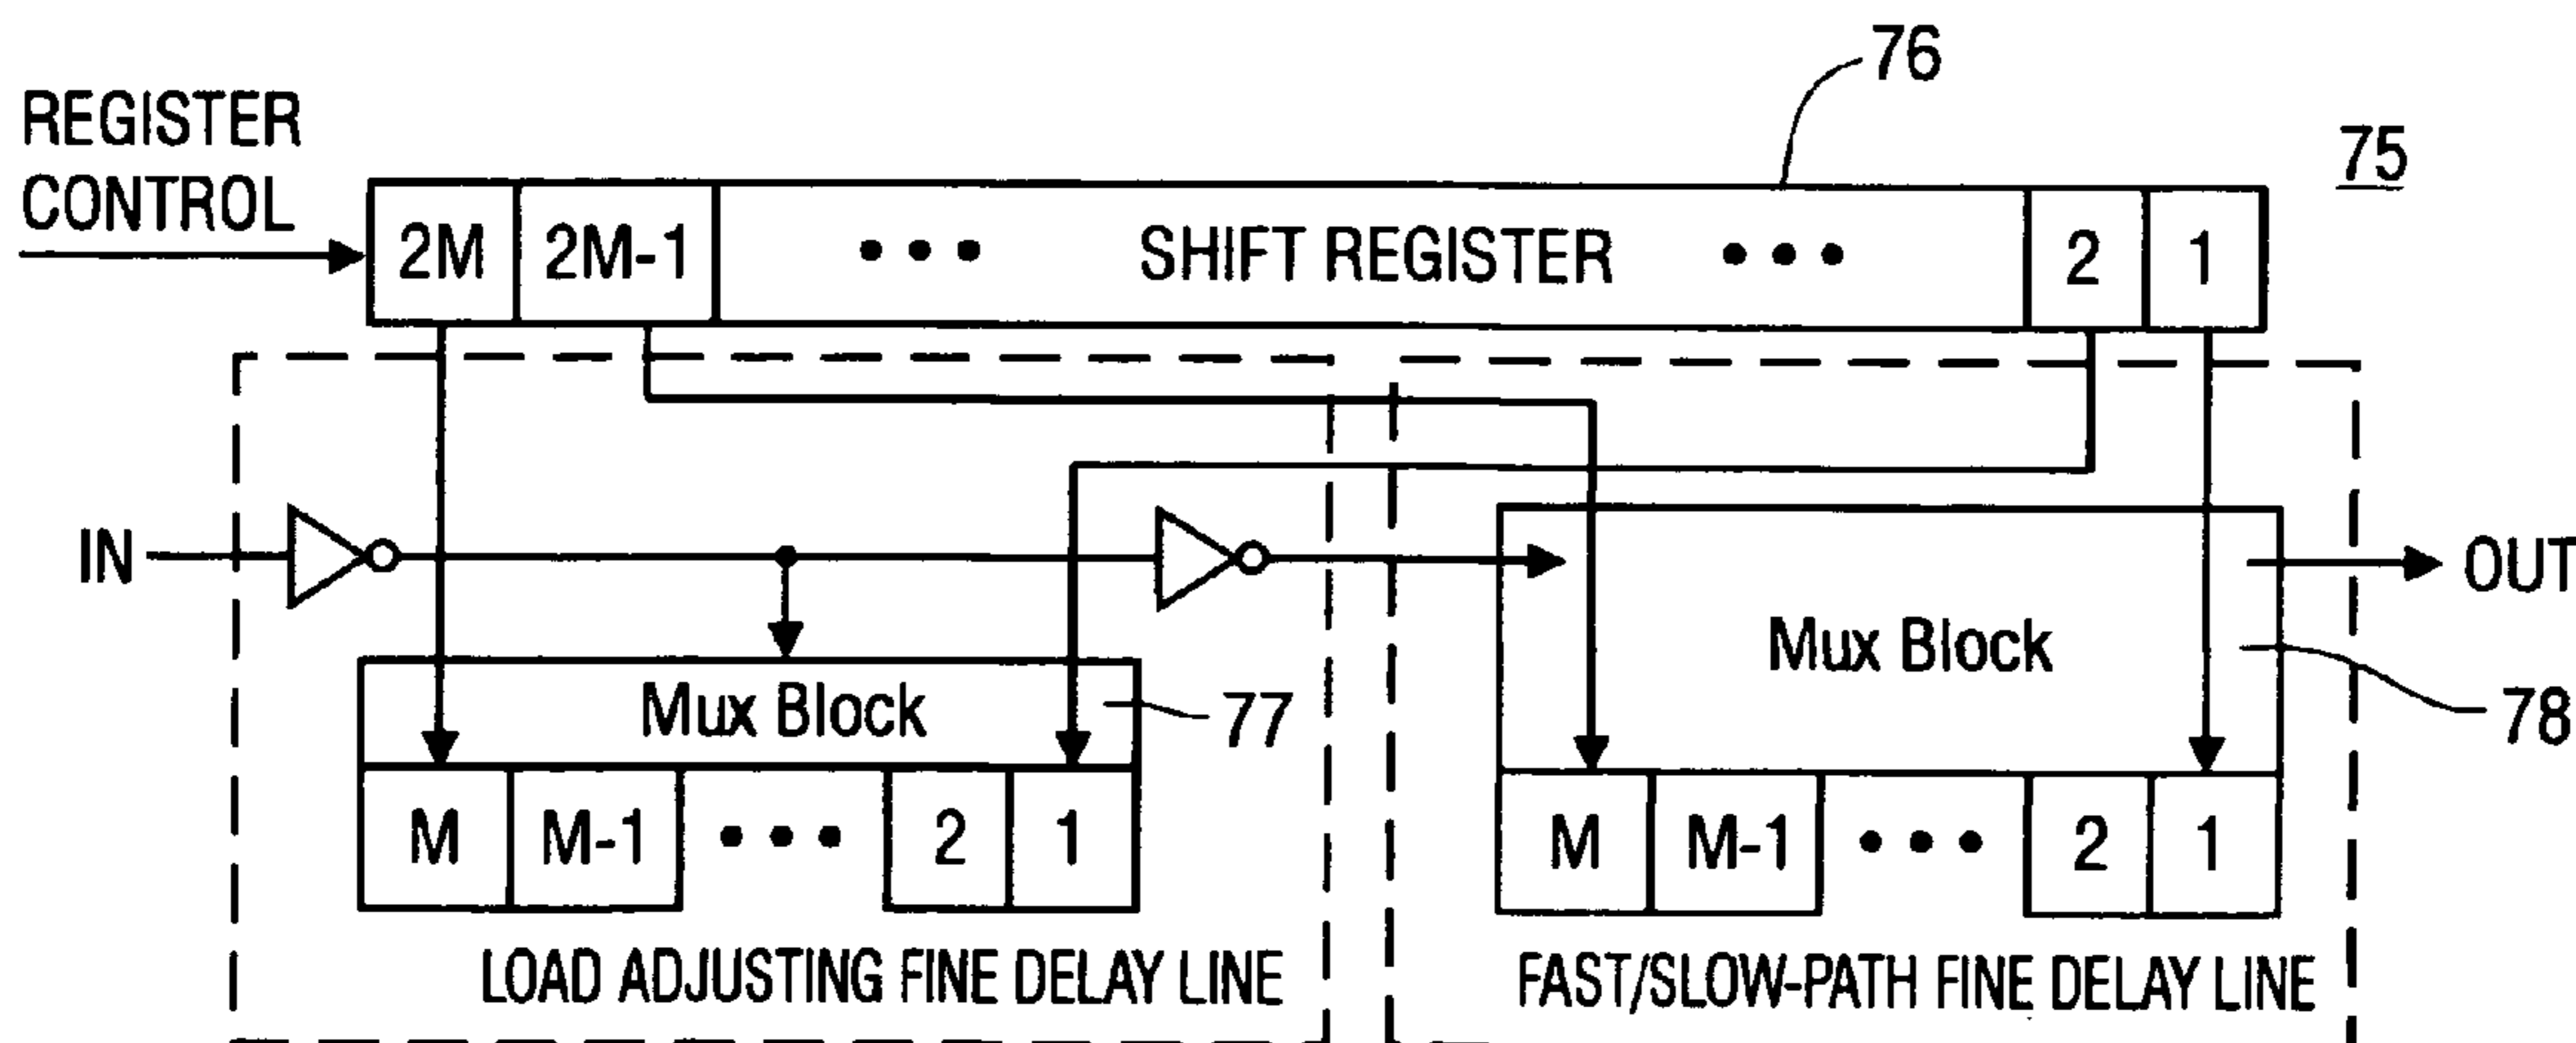 76
REGISTER
CONTROL
75
2M 2M-1 ••• SHIFT REGISTER ••• 2 1
IN
OUT
Mux Block
Mux Block
77
78
M M-1 ••• 2 1
M M-1 ••• 2 1
LOAD ADJUSTING FINE DELAY LINE
FAST/SLOW-PATH FINE DELAY LINE